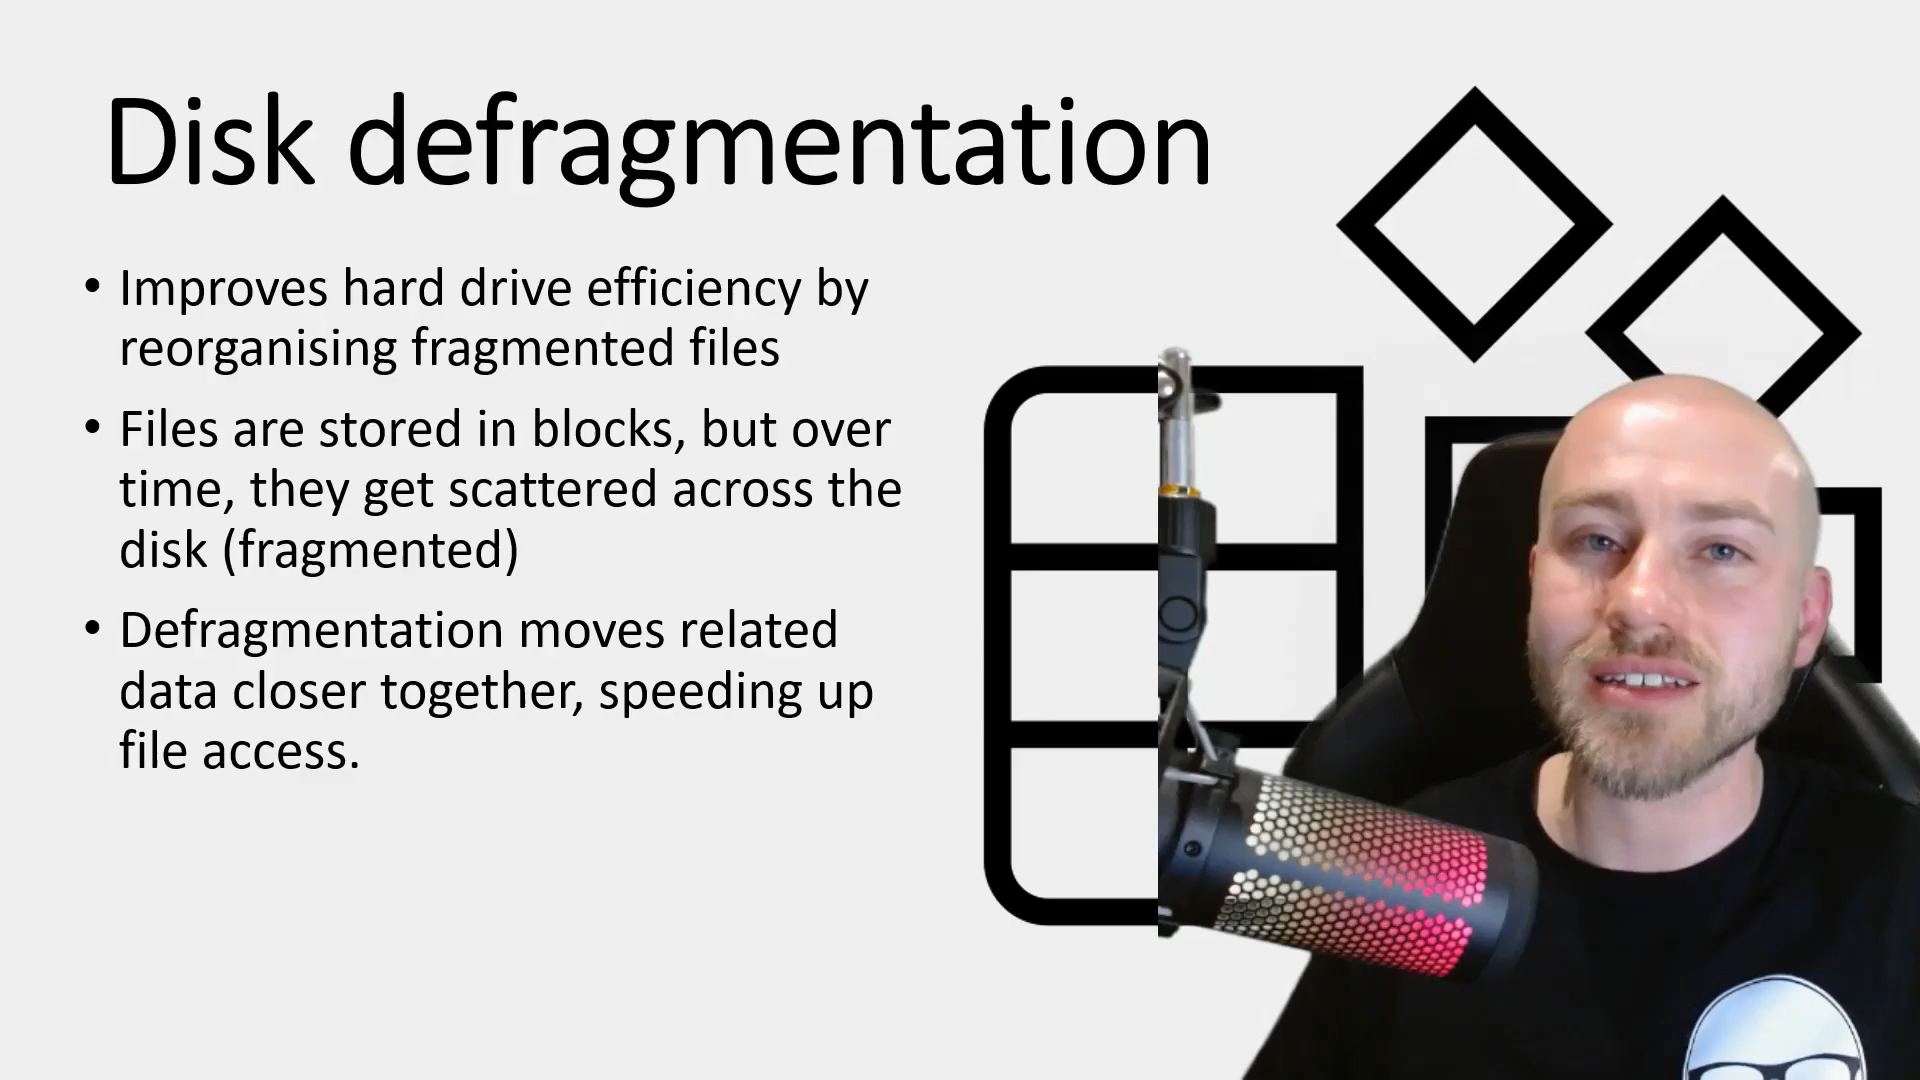 Disk defragmentation
• Improves hard drive efficiency by
reorganising fragmented files
• Files are stored in blocks, but over
time, they get scattered across the
disk (fragmented)
• Defragmentation moves related
data closer together, speeding up
file access.